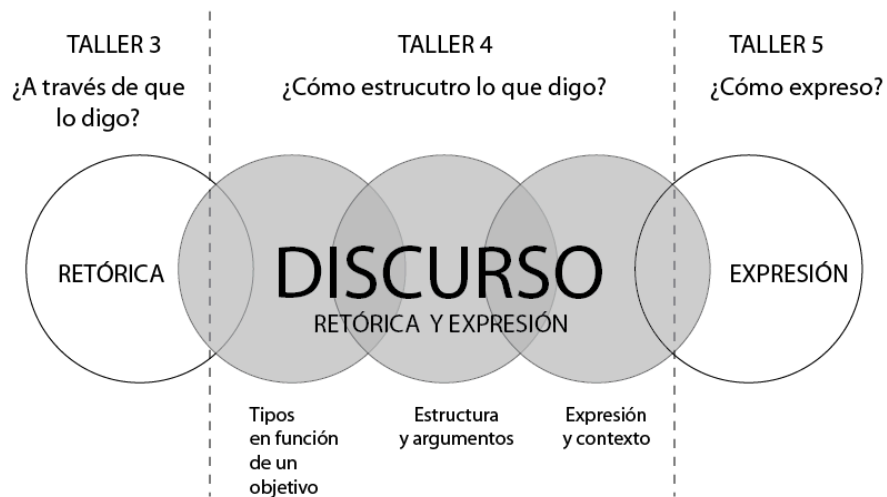 TALLER 3
¿A través de que
lo digo?
TALLER 4
¿Cómo estrucutro lo que digo?
TALLER 5
¿Cómo expreso?
RETÓRICA
DISCURSO
RETÓRICA Y EXPRESIÓN
EXPRESIÓN
Tipos
en función
de un
objetivo
Estructura
y argumentos
Expresión
y contexto